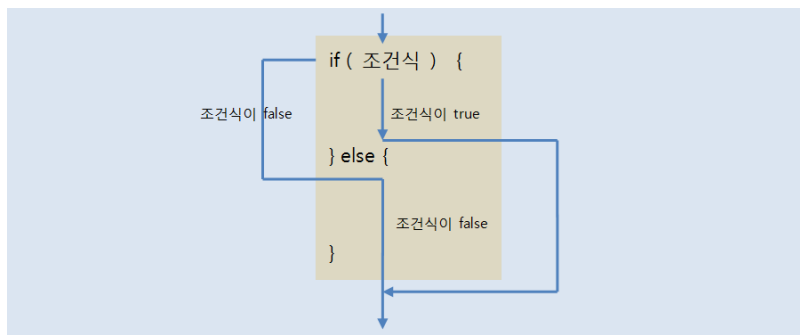 if ( 조건식 ) {
조건식이 false
조건식이 true
} else {
조건식이 false
}